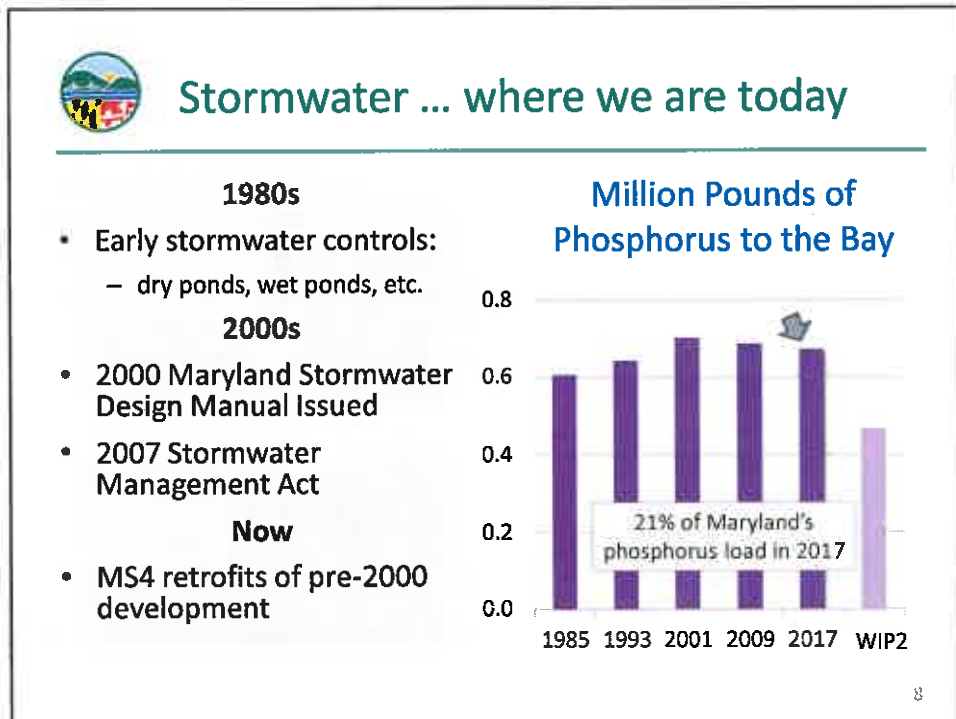 Stormwater ... where we are today
1980s
• Early stormwater controls:
– dry ponds, wet ponds, etc.
2000s
• 2000 Maryland Stormwater
Design Manual Issued
• 2007 Stormwater
Management Act
Now
• MS4 retrofits of pre-2000
development
Million Pounds of
Phosphorus to the Bay
0.8
0.6
0.4
0.2
0.0
21% of Maryland's
phosphorus load in 2017
1985 1993 2001 2009 2017 WIP2
8